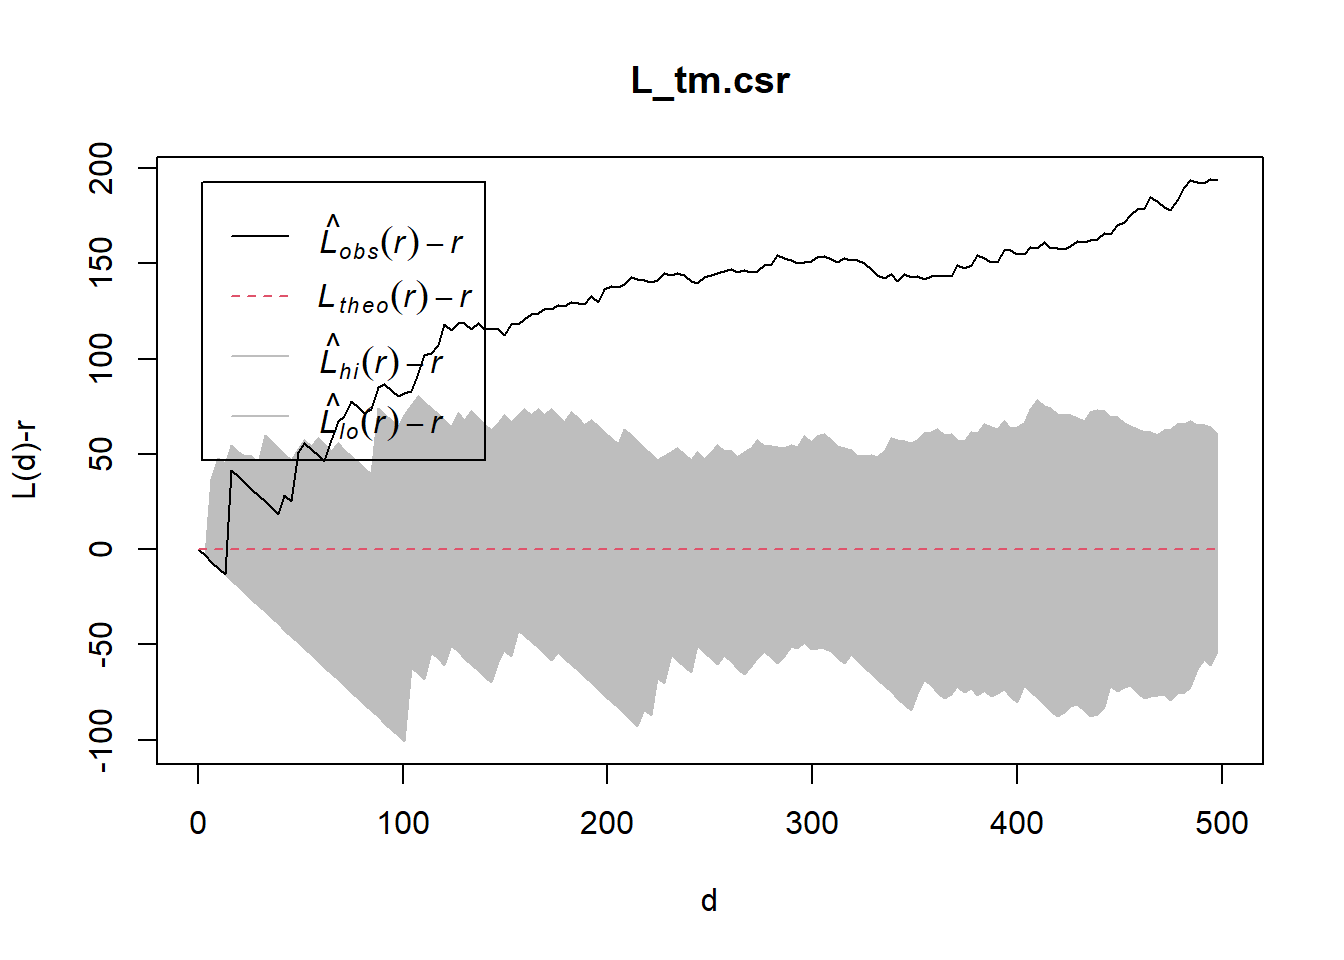 L_tm.csr
L(d)-r
200
150
100
50
0
-50
-100
L̂obs(r) − r
Ltheo(r) − r
L̂hi(r) − r
L̂lo(r) − r
0 100 200 300 400 500
d